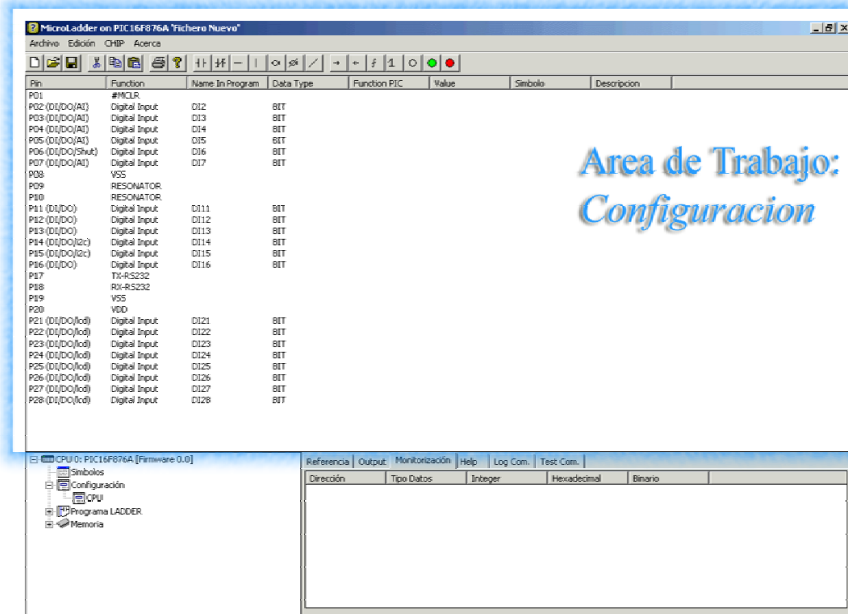 MicroLadder on PIC16F876A "Fichero Nuevo"
Archivo Edición CHIP Acerca
Pin Function Name In Program Data Type Function PIC Value Simbolo Descripcion
P01 #MCLR
P02 (DI/DO/AI) Digital Input DI2 BIT
P03 (DI/DO/AI) Digital Input DI3 BIT
P04 (DI/DO/AI) Digital Input DI4 BIT
P05 (DI/DO/AI) Digital Input DI5 BIT
P06 (DI/DO/Shut) Digital Input DI6 BIT
P07 (DI/DO/AI) Digital Input DI7 BIT
P08 VSS
P09 RESONATOR
P10 RESONATOR
P11 (DI/DO) Digital Input DI11 BIT
P12 (DI/DO) Digital Input DI12 BIT
P13 (DI/DO) Digital Input DI13 BIT
P14 (DI/DO/i2c) Digital Input DI14 BIT
P15 (DI/DO/i2c) Digital Input DI15 BIT
P16 (DI/DO) Digital Input DI16 BIT
P17 TX-RS232
P18 RX-RS232
P19 VSS
P20 VDD
P21 (DI/DO/lcd) Digital Input DI21 BIT
P22 (DI/DO/lcd) Digital Input DI22 BIT
P23 (DI/DO/lcd) Digital Input DI23 BIT
P24 (DI/DO/lcd) Digital Input DI24 BIT
P25 (DI/DO/lcd) Digital Input DI25 BIT
P26 (DI/DO/lcd) Digital Input DI26 BIT
P27 (DI/DO/lcd) Digital Input DI27 BIT
P28 (DI/DO/lcd) Digital Input DI28 BIT
Area de Trabajo:
Configuracion
CPU 0: PIC16F876A [Firmware 0.0]
Simbolos
Configuración
CPU
Programa LADDER
Memoria
Referencia Output Monitorización Help Log Com. Test Com.
Dirección Tipo Datos Integer Hexadecimal Binario